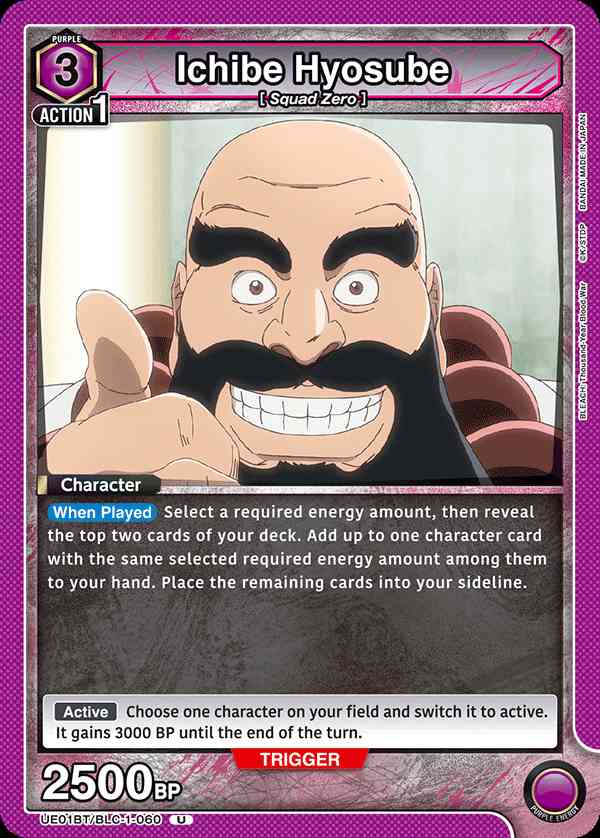 PURPLE
3
Ichibe Hyosube
[ Squad Zero ]
ACTION 1
BLEACH: Thousand-Year Blood War ©K/STDP BANDAI MADE IN JAPAN
Character
When Played Select a required energy amount, then reveal
the top two cards of your deck. Add up to one character card
with the same selected required energy amount among them
to your hand. Place the remaining cards into your sideline.
Active Choose one character on your field and switch it to active.
It gains 3000 BP until the end of the turn.
TRIGGER
2500 BP
PURPLE ENERGY
UE01BT/BLC-1-060 U